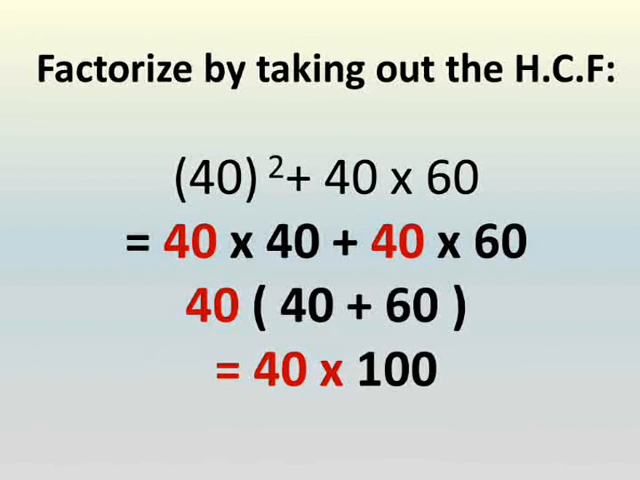 Factorize by taking out the H.C.F:
(40) ²+ 40 x 60
= 40 x 40 + 40 x 60
40 ( 40 + 60 )
= 40 x 100